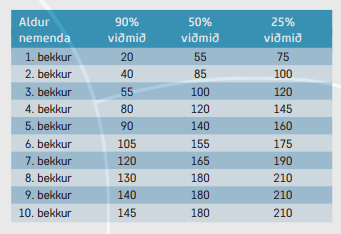 Aldur nemenda 90% viðmið 50% viðmið 25% viðmið
1. bekkur 20 55 75
2. bekkur 40 85 100
3. bekkur 55 100 120
4. bekkur 80 120 145
5. bekkur 90 140 160
6. bekkur 105 155 175
7. bekkur 120 165 190
8. bekkur 130 180 210
9. bekkur 140 180 210
10. bekkur 145 180 210